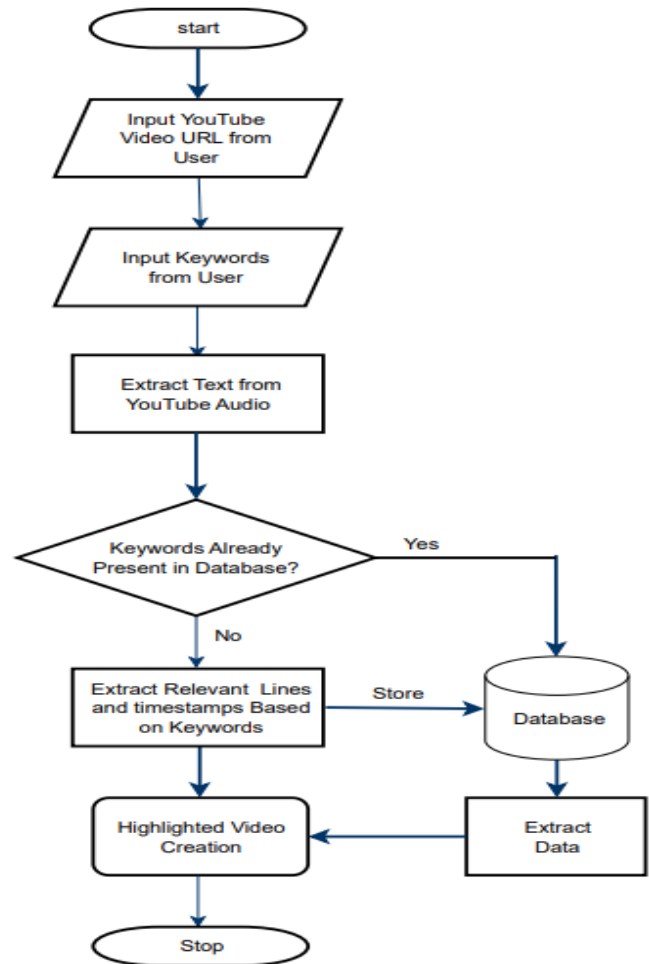 start
Input YouTube
Video URL from
User
Input Keywords
from User
Extract Text from
YouTube Audio
Keywords Already
Present in Database?
Yes
No
Extract Relevant Lines
and timestamps Based
on Keywords
Store
Database
Highlighted Video
Creation
Extract
Data
Stop